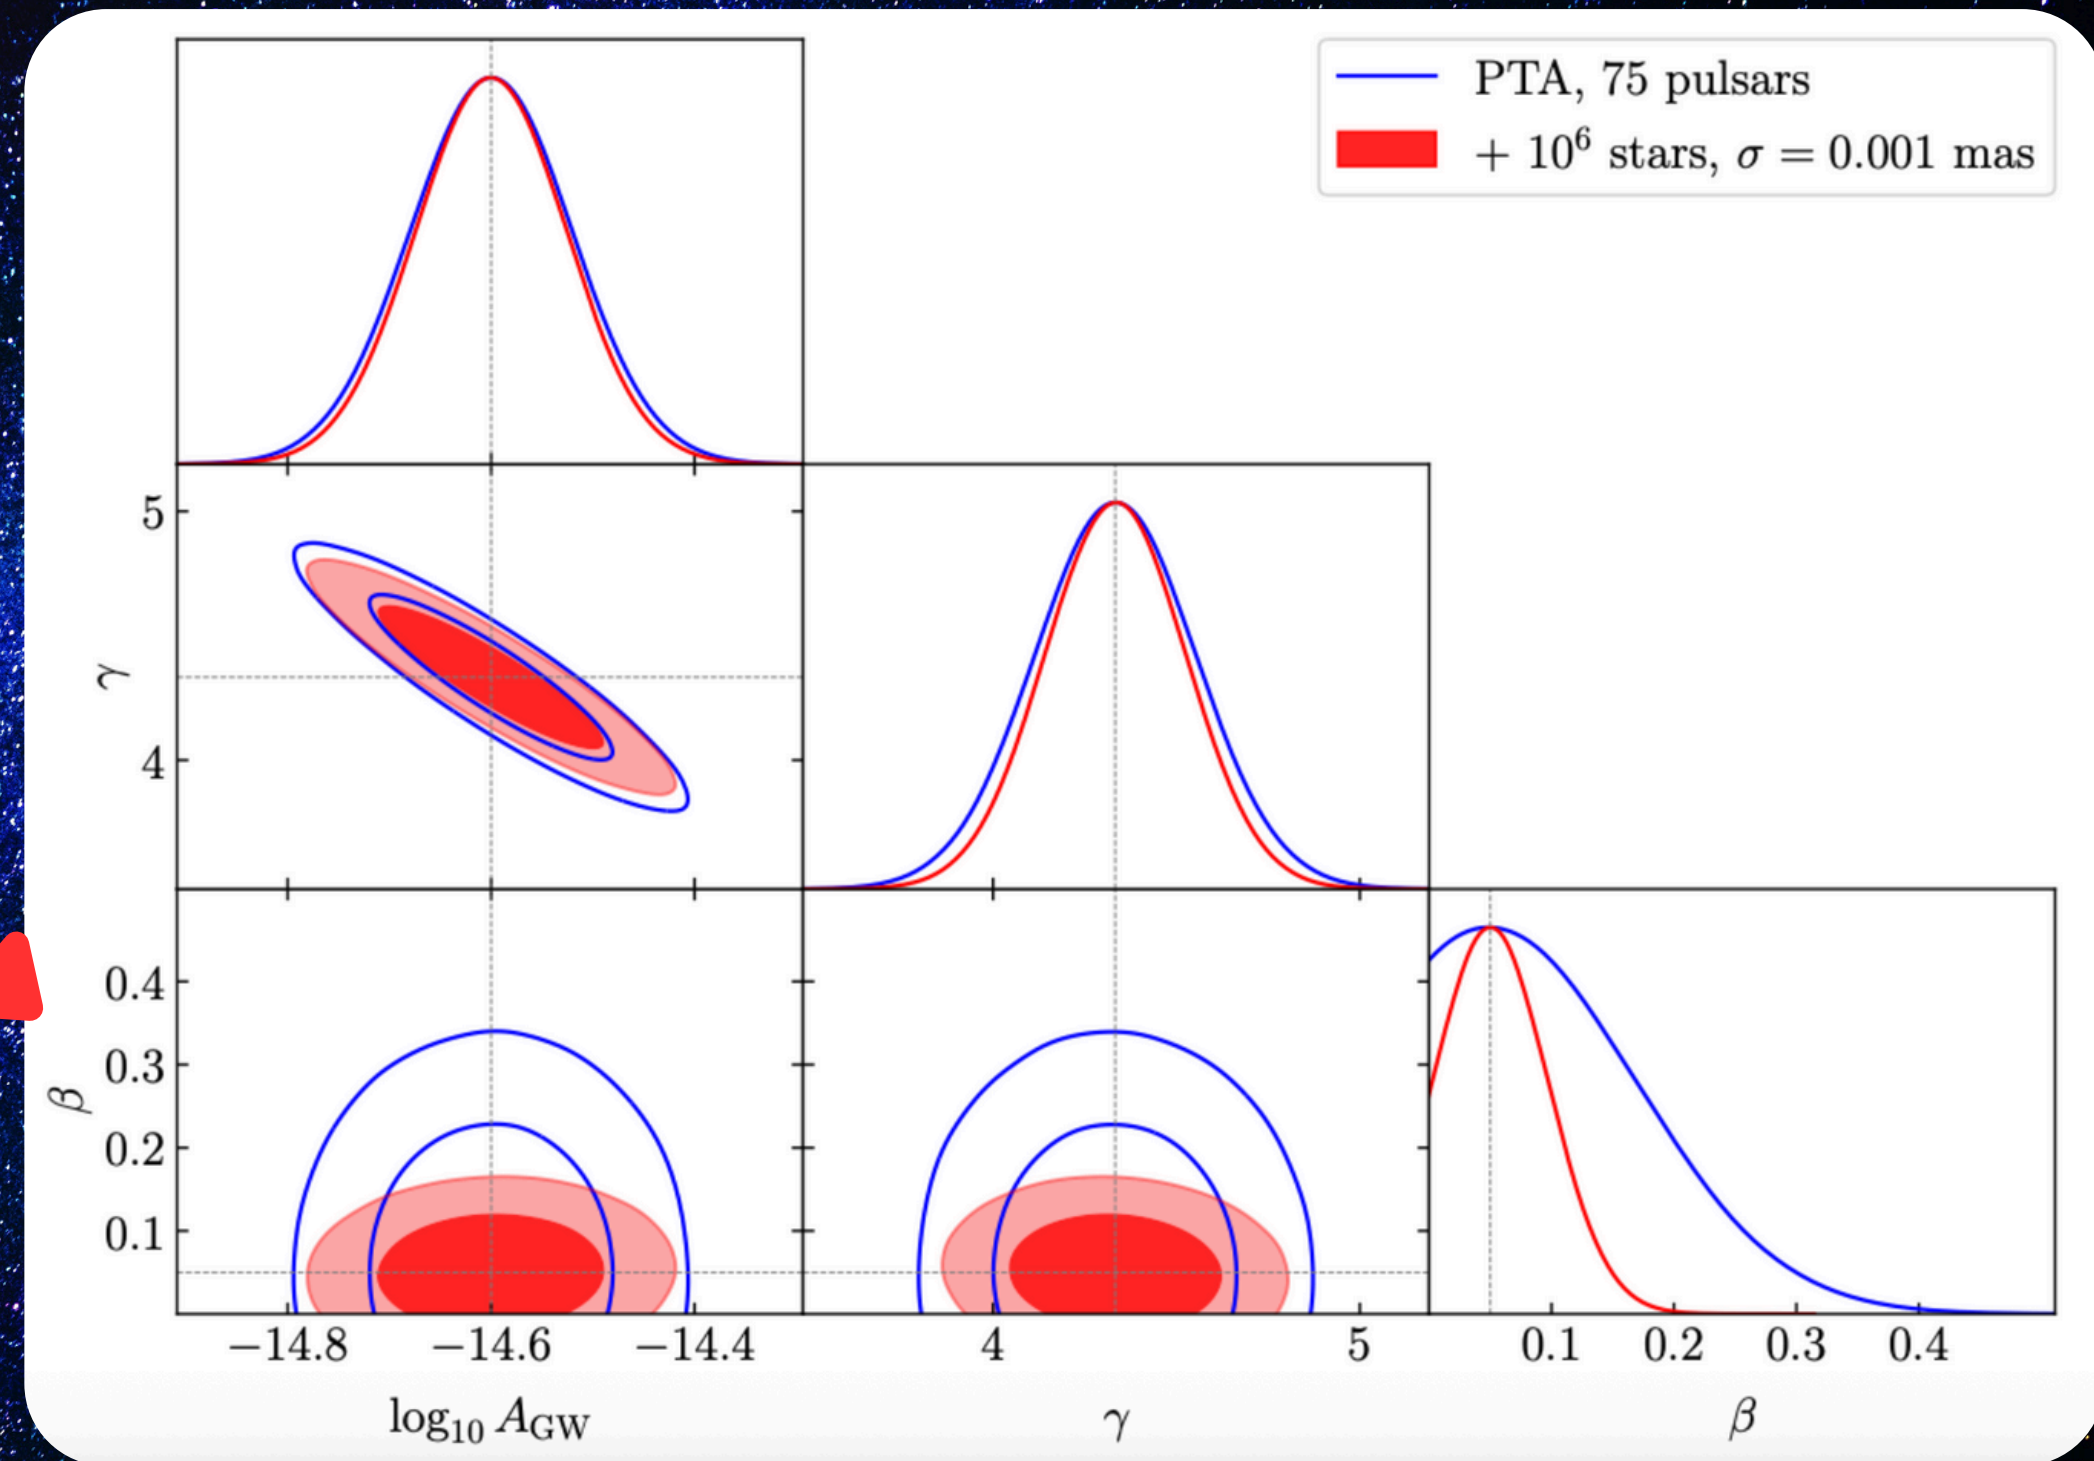 PTA, 75 pulsars
+ 10⁶ stars, σ = 0.001 mas
5
γ
4
0.4
0.3
β
0.2
0.1
−14.8 −14.6 −14.4 4 5 0.1 0.2 0.3 0.4
log₁₀ A_GW γ β